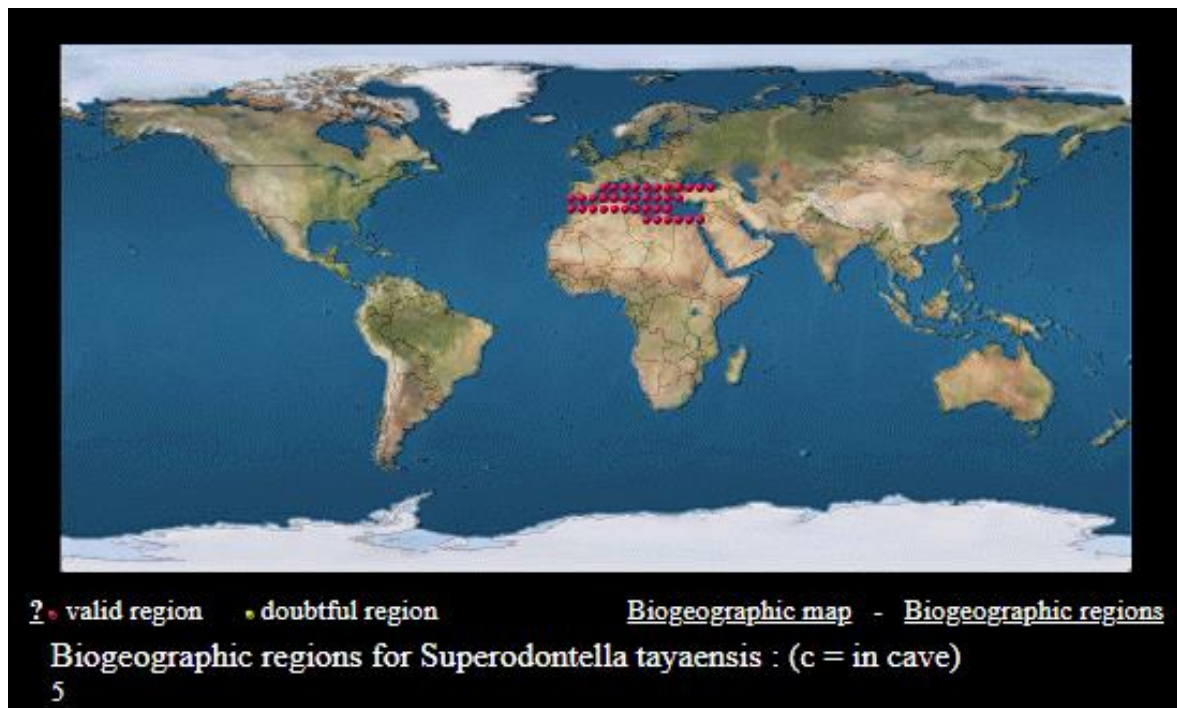 ? valid region doubtful region Biogeographic map - Biogeographic regions
Biogeographic regions for Superodontella tayaensis : (c = in cave)
5